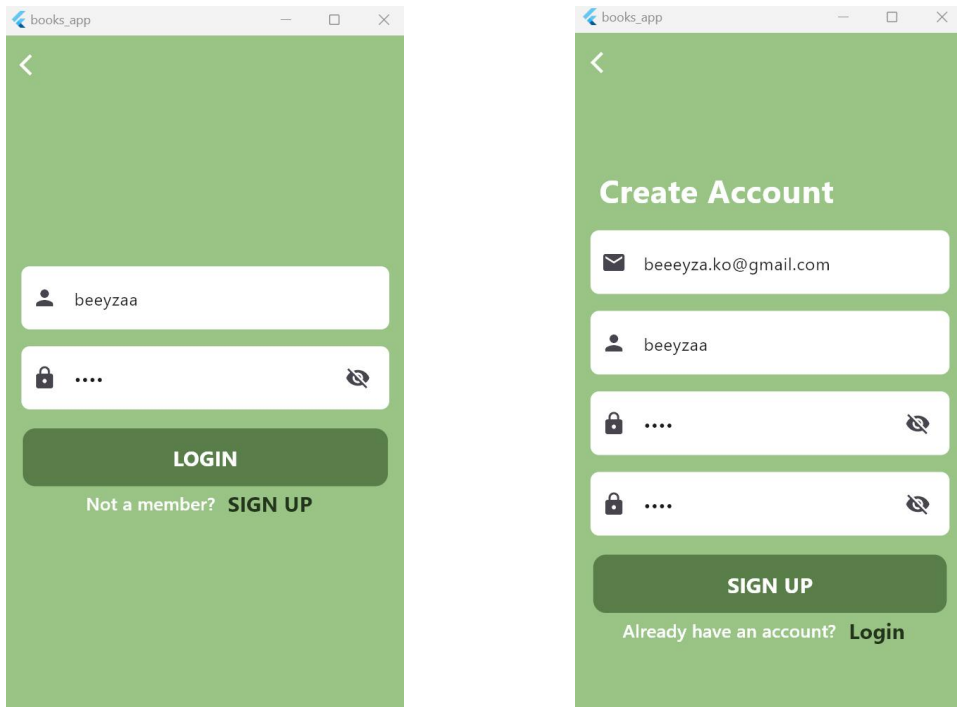 books_app
beeyzaa
••••
LOGIN
Not a member? SIGN UP
books_app
Create Account
beeeyza.ko@gmail.com
beeyzaa
••••
••••
SIGN UP
Already have an account? Login